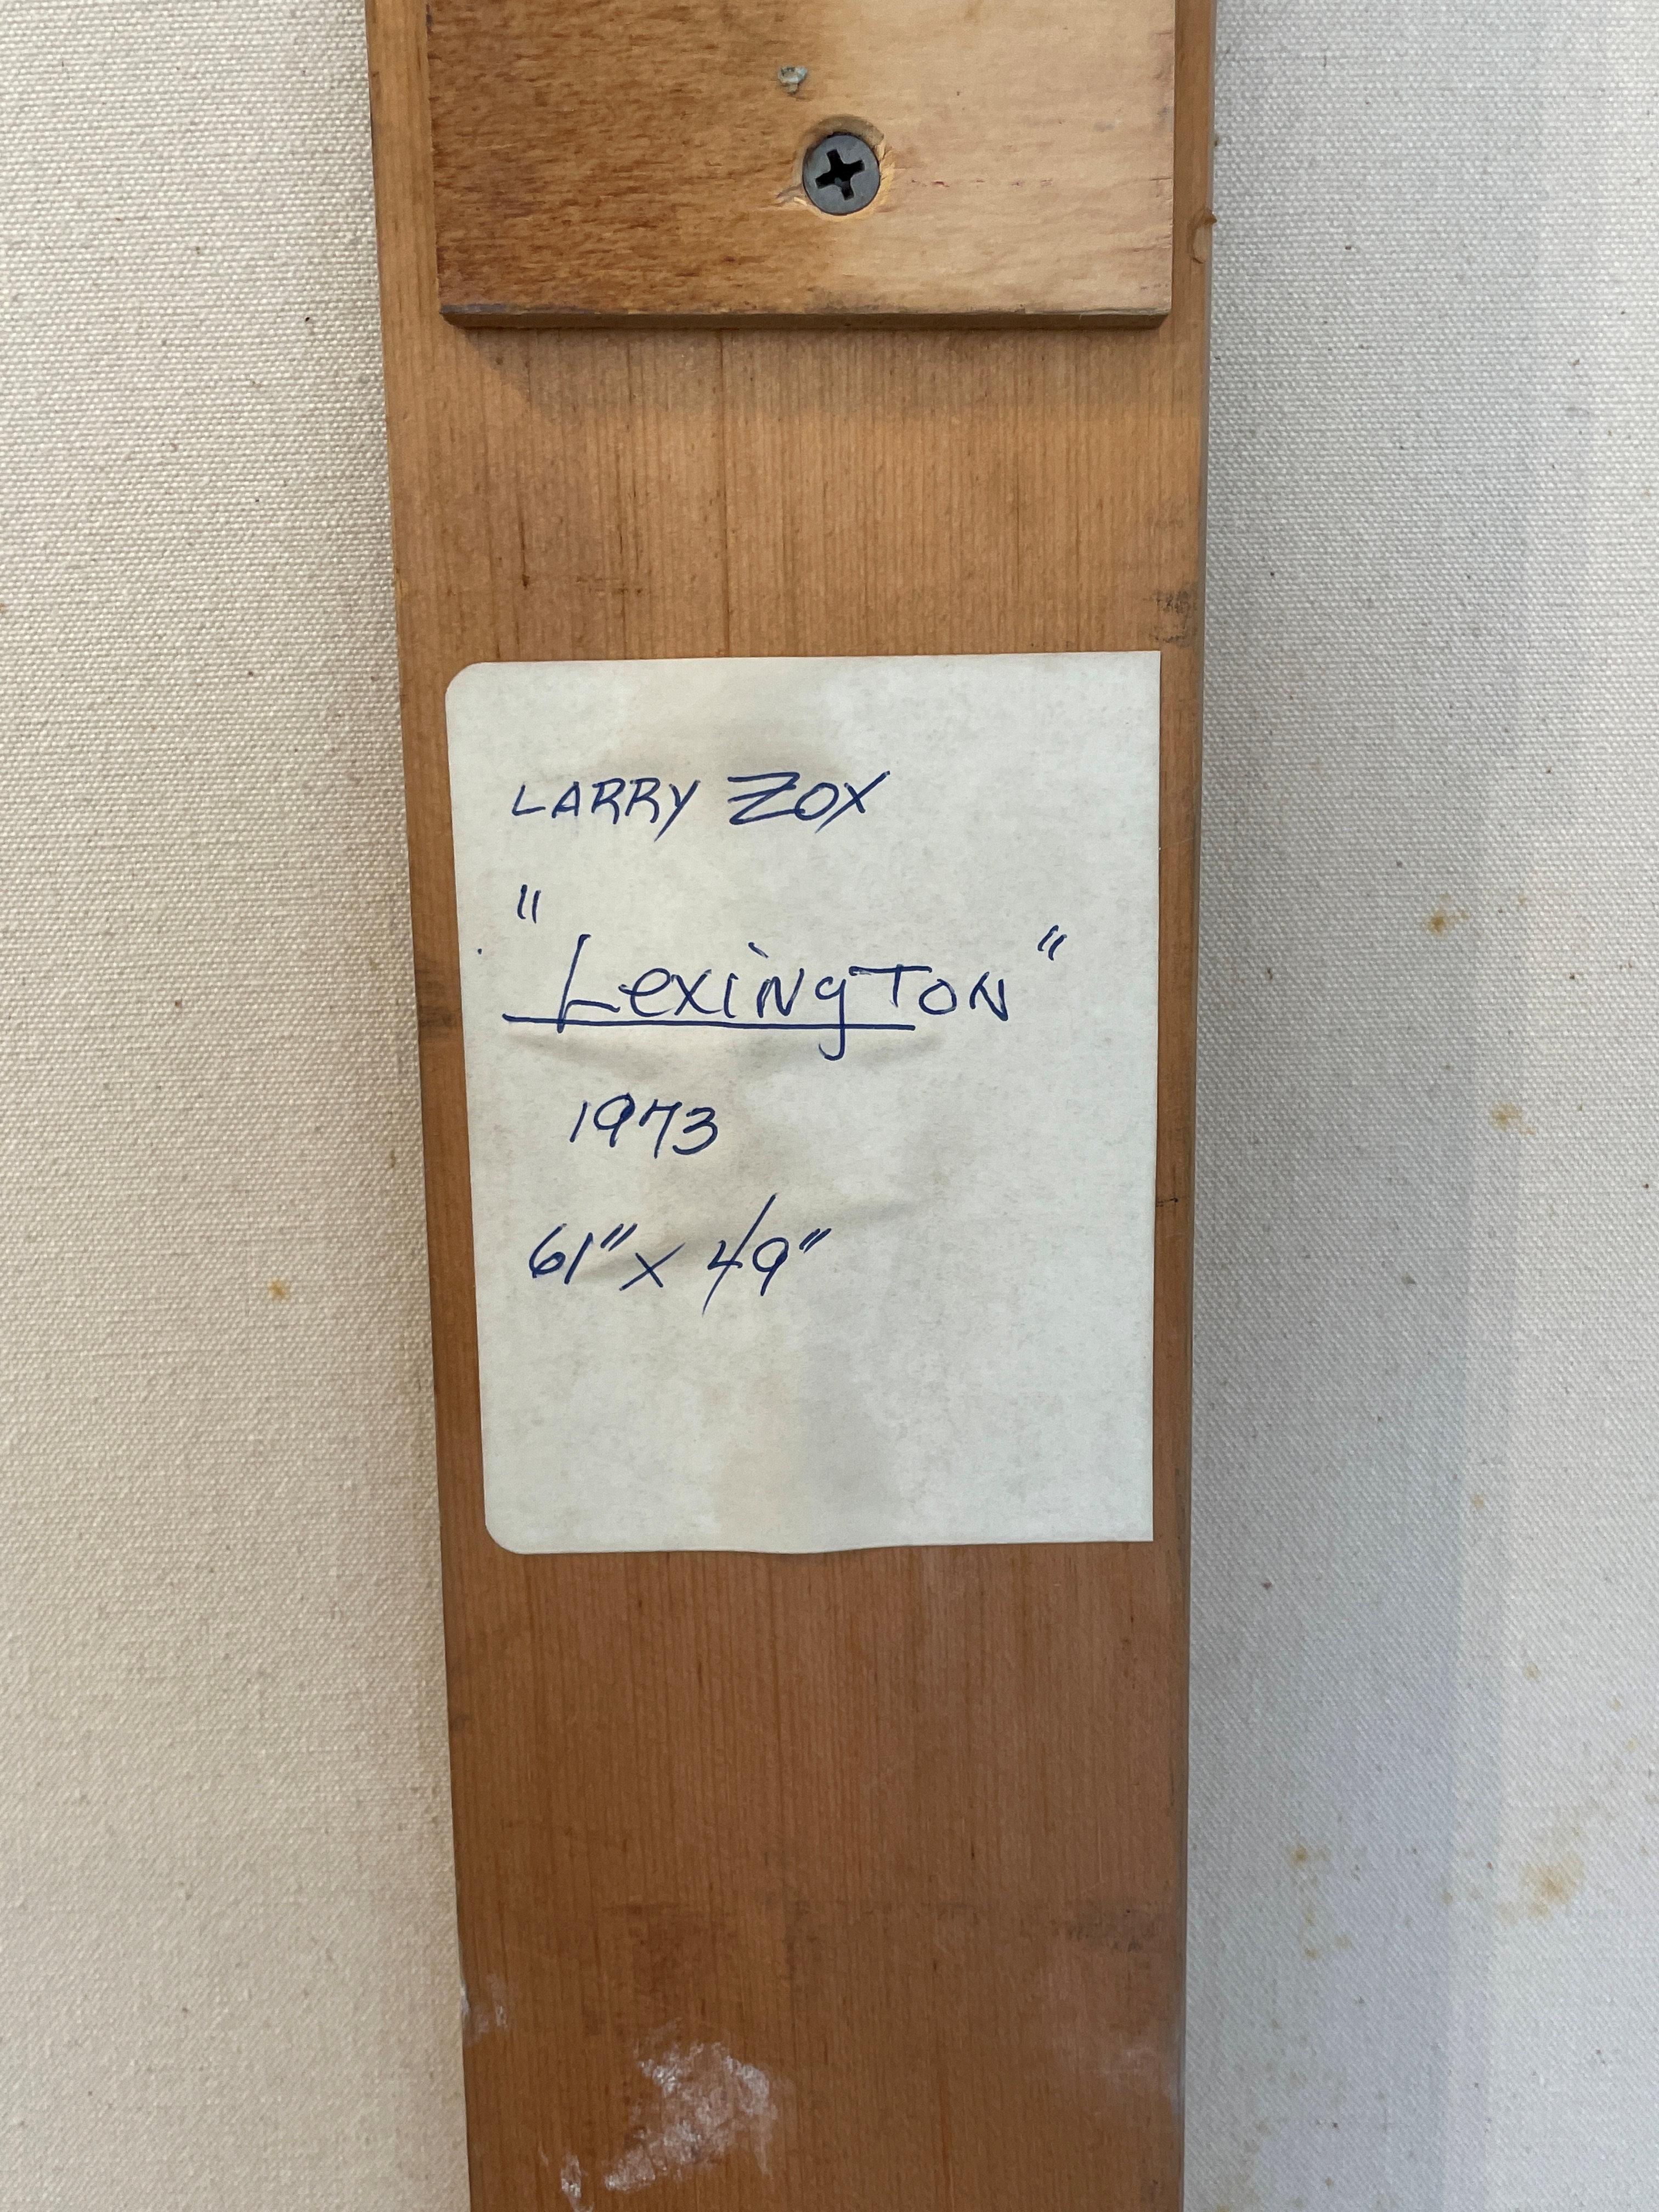 LARRY ZOX
"LexingTON"
1973
61" x 49"